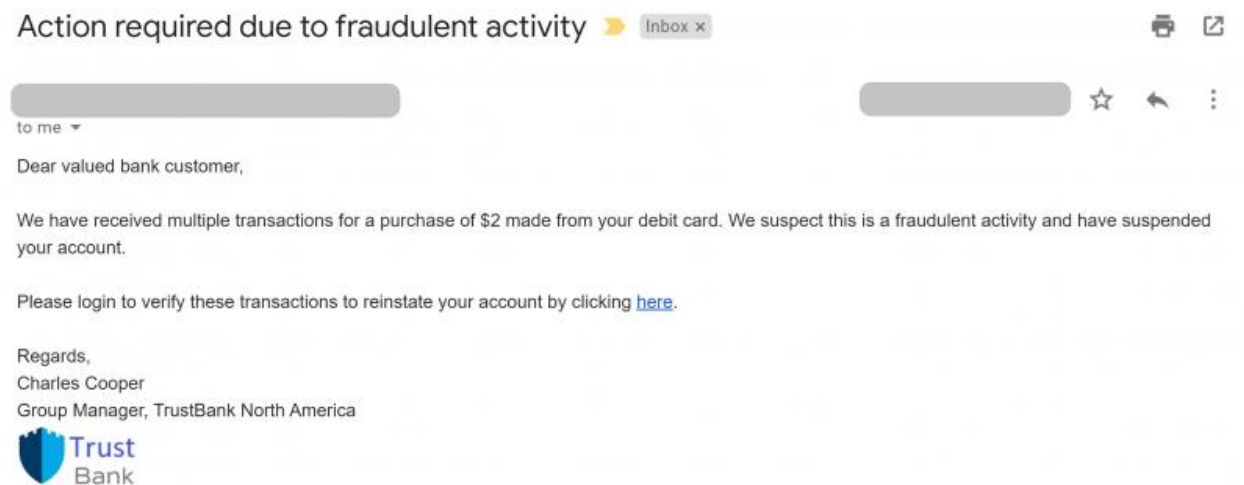 Action required due to fraudulent activity
Inbox x
to me
Dear valued bank customer,
We have received multiple transactions for a purchase of $2 made from your debit card. We suspect this is a fraudulent activity and have suspended
your account.
Please login to verify these transactions to reinstate your account by clicking here.
Regards,
Charles Cooper
Group Manager, TrustBank North America
Trust
Bank